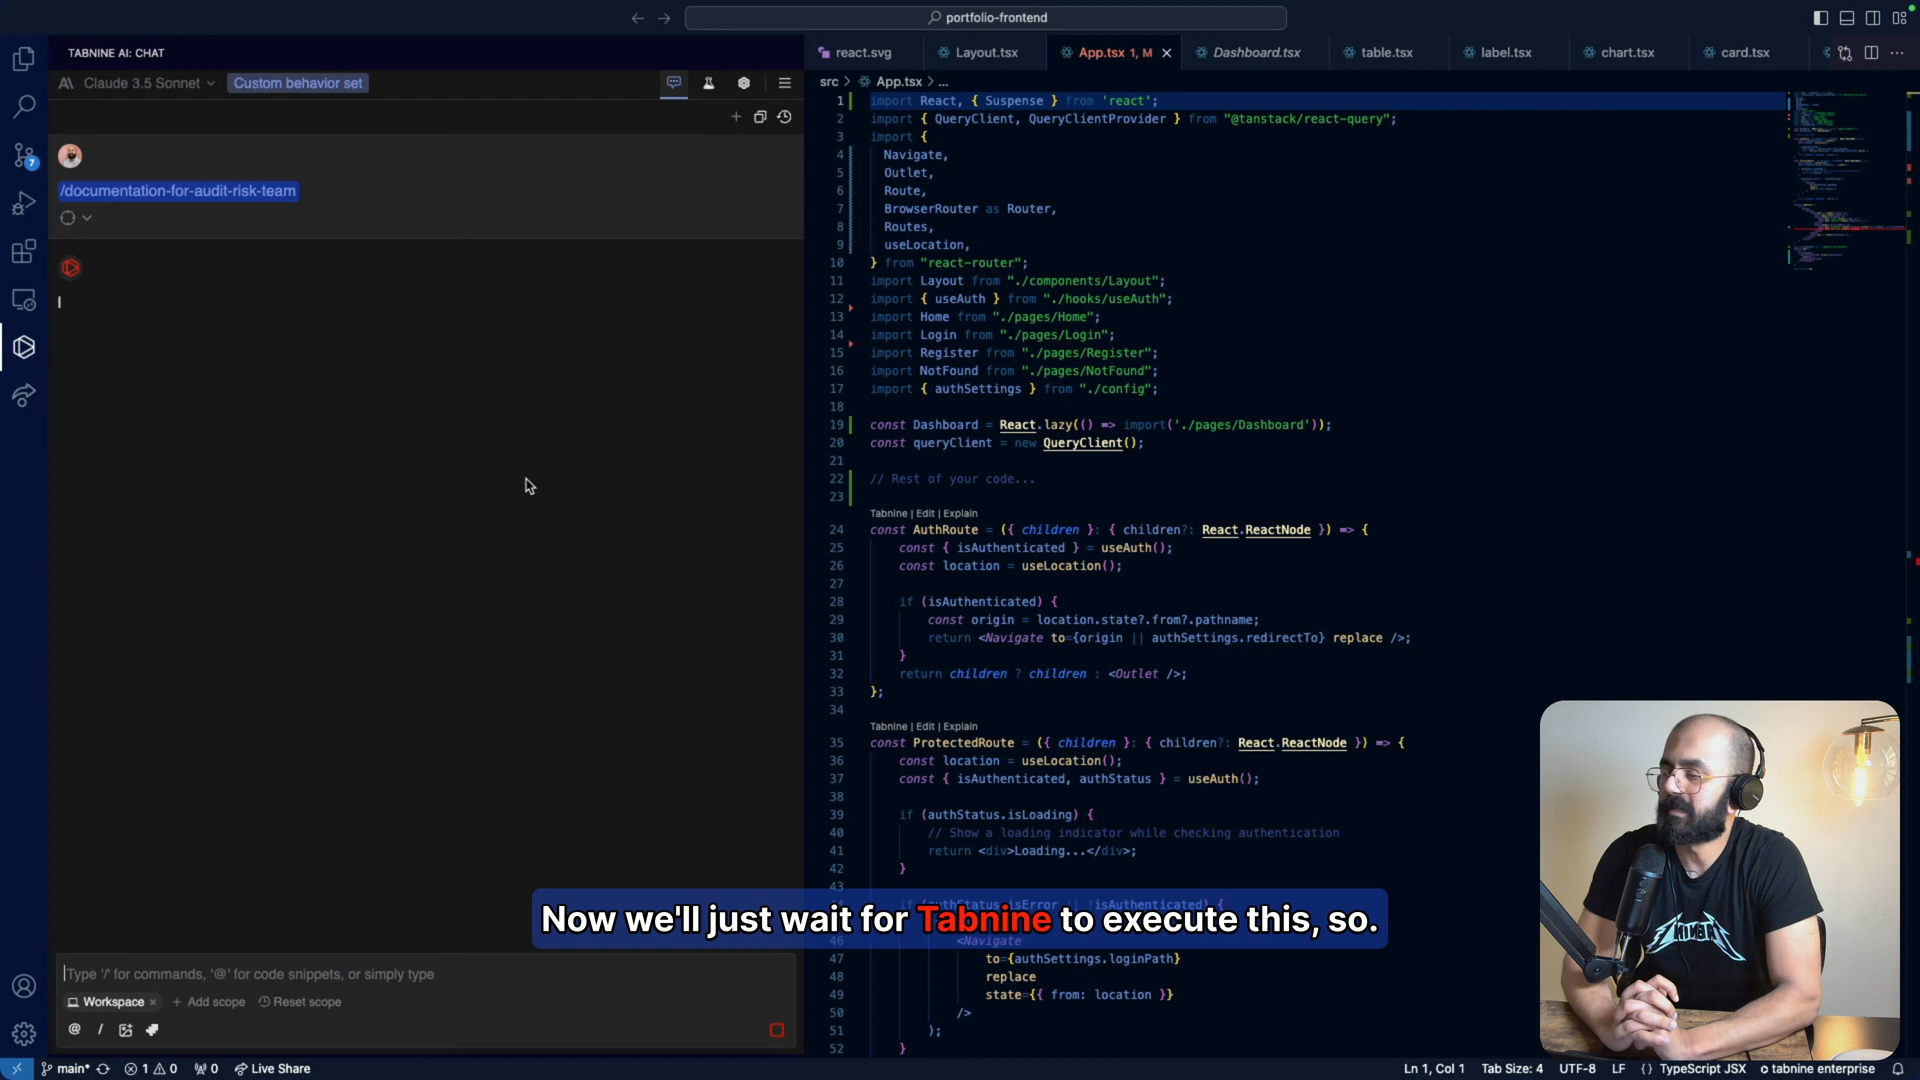 portfolio-frontend
TABNINE AI: CHAT
Claude 3.5 Sonnet
Custom behavior set
/documentation-for-audit-risk-team
Type '/' for commands, '@' for code snippets, or simply type
Workspace ×
+ Add scope
Reset scope
@ /
react.svg
Layout.tsx
App.tsx 1, M
Dashboard.tsx
table.tsx
label.tsx
chart.tsx
card.tsx
src > App.tsx > ...
1 import React, { Suspense } from 'react';
2 import { QueryClient, QueryClientProvider } from "@tanstack/react-query";
3 import {
4 Navigate,
5 Outlet,
6 Route,
7 BrowserRouter as Router,
8 Routes,
9 useLocation,
10 } from "react-router";
11 import Layout from "./components/Layout";
12 import { useAuth } from "./hooks/useAuth";
13 import Home from "./pages/Home";
14 import Login from "./pages/Login";
15 import Register from "./pages/Register";
16 import NotFound from "./pages/NotFound";
17 import { authSettings } from "./config";
18
19 const Dashboard = React.lazy(() => import('./pages/Dashboard'));
20 const queryClient = new QueryClient();
21
22 // Rest of your code...
23
Tabnine | Edit | Explain
24 const AuthRoute = ({ children }: { children?: React.ReactNode }) => {
25 const { isAuthenticated } = useAuth();
26 const location = useLocation();
27
28 if (isAuthenticated) {
29 const origin = location.state?.from?.pathname;
30 return <Navigate to={origin || authSettings.redirectTo} replace />;
31 }
32 return children ? children : <Outlet />;
33 };
34
Tabnine | Edit | Explain
35 const ProtectedRoute = ({ children }: { children?: React.ReactNode }) => {
36 const location = useLocation();
37 const { isAuthenticated, authStatus } = useAuth();
38
39 if (authStatus.isLoading) {
40 // Show a loading indicator while checking authentication
41 return <div>Loading...</div>;
42 }
43
Now we'll just wait for Tabnine to execute this, so.
46 <Navigate
47 to={authSettings.loginPath}
48 replace
49 state={{ from: location }}
50 />
51 );
52 }
7
main*
1 0
0
Live Share
Ln 1, Col 1
Tab Size: 4
UTF-8
LF
{ } TypeScript JSX
tabnine enterprise